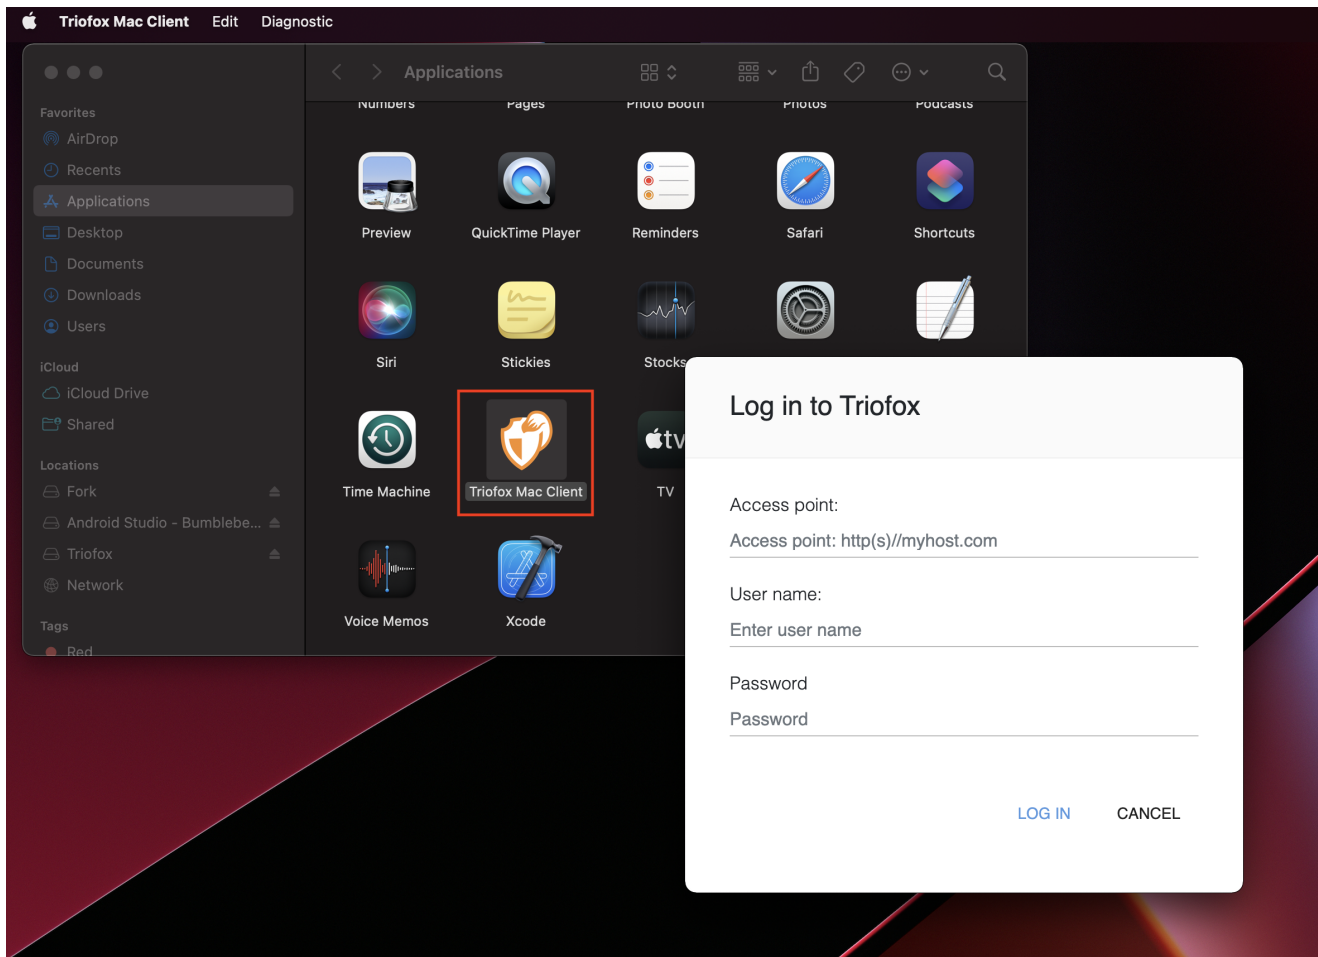 Triofox Mac Client Edit Diagnostic
Applications
Favorites
AirDrop
Recents
Applications
Desktop
Documents
Downloads
Users
iCloud
iCloud Drive
Shared
Locations
Fork
Android Studio - Bumblebe...
Triofox
Network
Tags
Red
Numbers Pages Photo Booth Photos Podcasts
Preview QuickTime Player Reminders Safari Shortcuts
Siri Stickies Stocks
tv
Time Machine Triofox Mac Client TV
Voice Memos Xcode
Log in to Triofox
Access point:
Access point: http(s)//myhost.com
User name:
Enter user name
Password
Password
LOG IN CANCEL